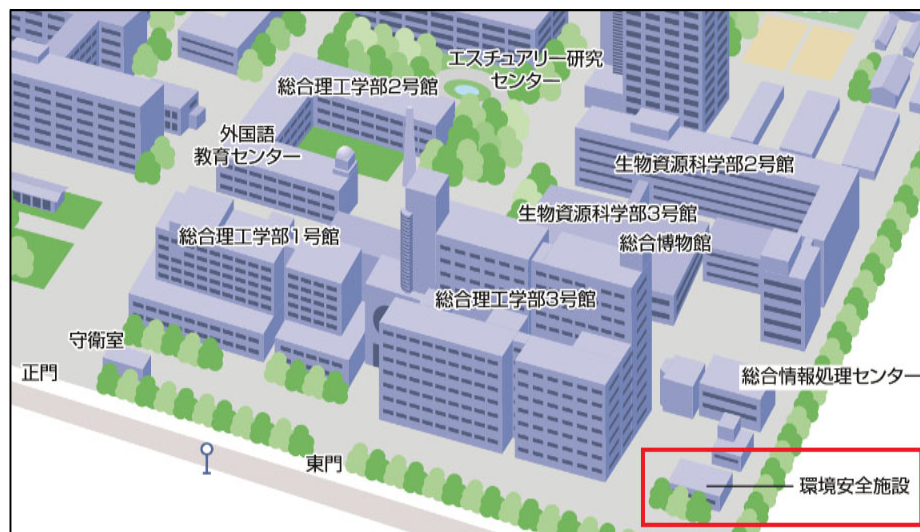 エスチュアリー研究
センター
総合理工学部2号館
外国語
教育センター
生物資源科学部2号館
生物資源科学部3号館
総合理工学部1号館
総合博物館
総合理工学部3号館
守衛室
正門
総合情報処理センター
東門
環境安全施設